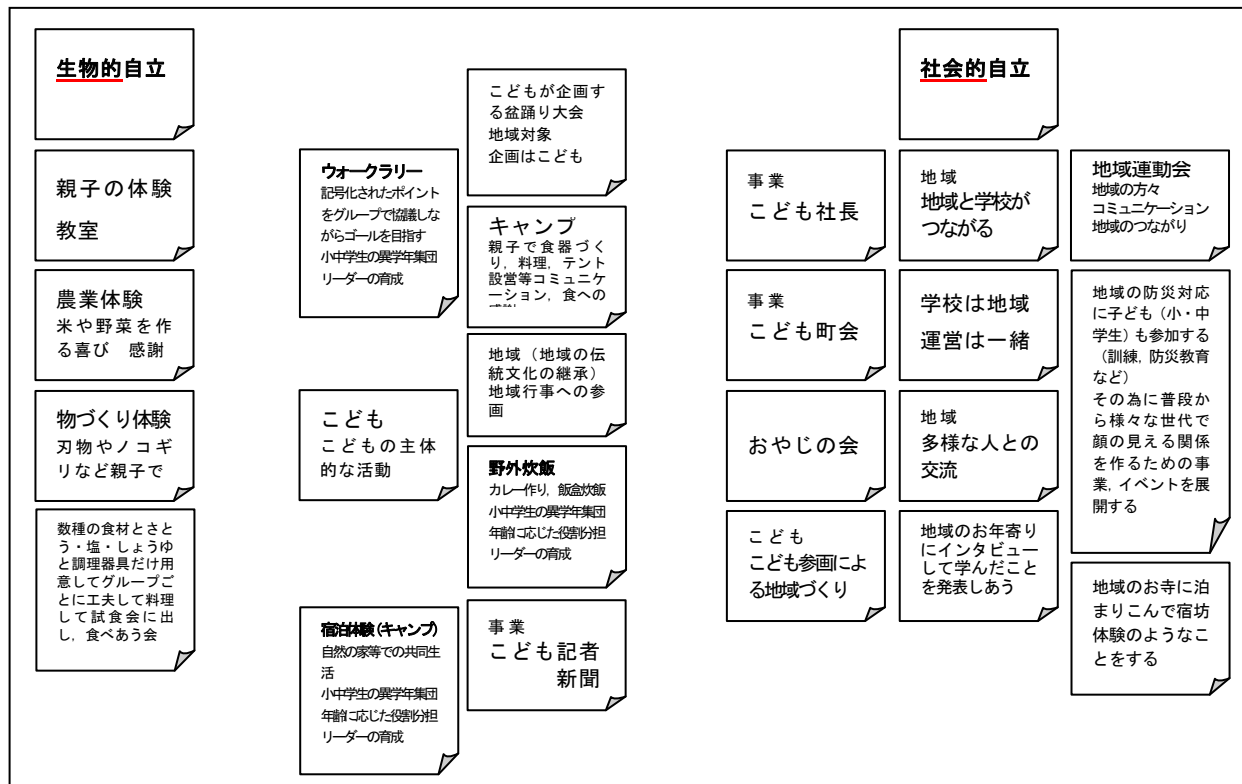 生物的自立
親子の体験
教室
農業体験
米や野菜を作
る喜び　感謝
物づくり体験
刃物やノコギ
リなど親子で
数種の食材とさと
う・塩・しょうゆ
と調理器具だけ用
意してグループご
とに工夫して料理
して試食会に出
し，食べあう会
ウォークラリー
記号化されたポイント
をグループで協議しな
がらゴールを目指す
小中学生の異学年集団
リーダーの育成
こども
こどもの主体
的な活動
宿泊体験（キャンプ）
自然の家等での共同生
活
小中学生の異学年集団
年齢に応じた役割分担
リーダーの育成
こどもが企画す
る盆踊り大会
地域対象
企画はこども
キャンプ
親子で食器づく
り，料理，テント
設営等コミュニケ
ーション，食への
地域（地域の伝
統文化の継承）
地域行事への参
画
野外炊飯
カレー作り，飯盒炊飯
小中学生の異学年集団
年齢に応じた役割分担
リーダーの育成
事業
こども記者
新聞
社会的自立
事業
こども社長
事業
こども町会
おやじの会
こども
こども参画によ
る地域づくり
地域
地域と学校が
つながる
学校は地域
運営は一緒
地域
多様な人との
交流
地域のお年寄り
にインタビュー
して学んだこと
を発表しあう
地域運動会
地域の方々
コミュニケーション
地域のつながり
地域の防災対応
に子ども（小・中
学生）も参加する
（訓練，防災教育
など）
その為に普段か
ら様々な世代で
顔の見える関係
を作るための事
業，イベントを展
開する
地域のお寺に泊
まりこんで宿坊
体験のようなこ
とをする